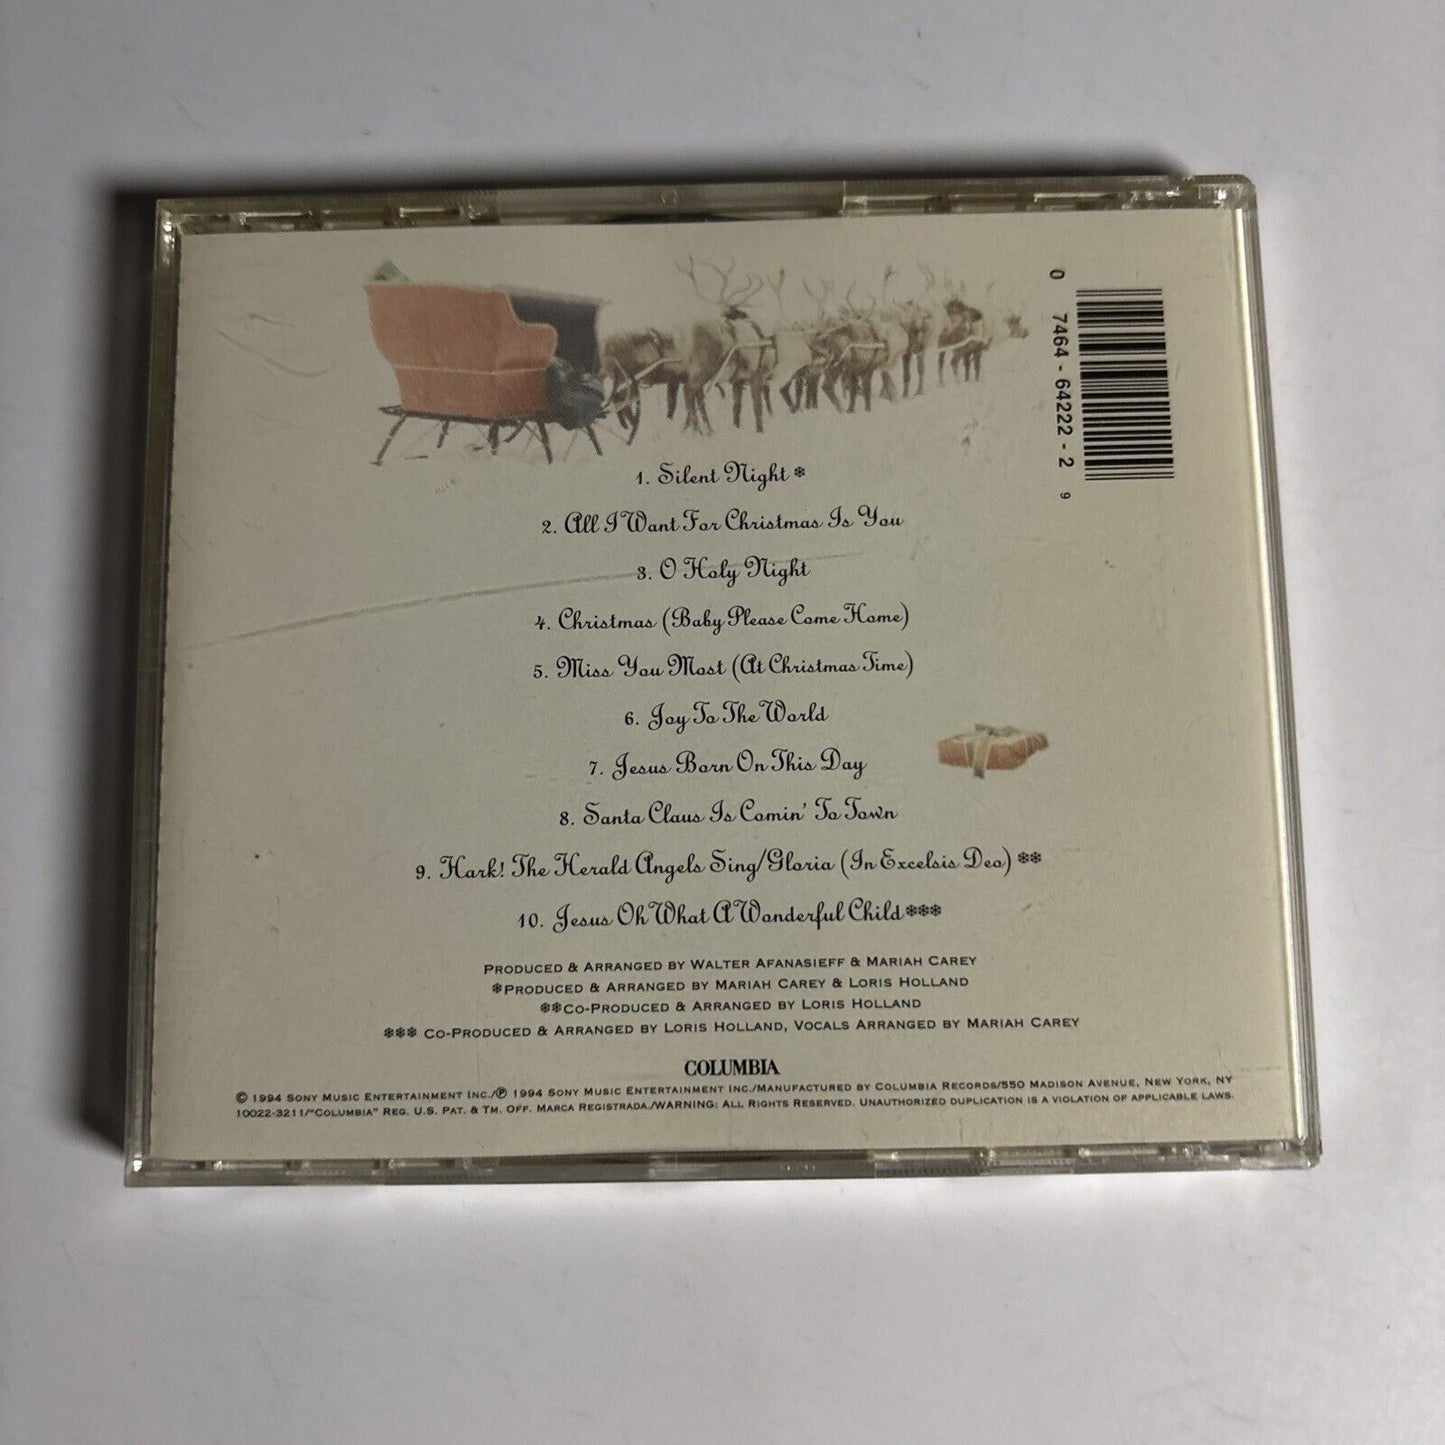 0 7464-64222-2 9
1. Silent Night ❄
2. All I Want For Christmas Is You
3. O Holy Night
4. Christmas (Baby Please Come Home)
5. Miss You Most (At Christmas Time)
6. Joy To The World
7. Jesus Born On This Day
8. Santa Claus Is Comin' To Town
9. Hark! The Herald Angels Sing/Gloria (In Excelsis Deo) ❄❄
10. Jesus Oh What A Wonderful Child ❄❄❄
Produced & Arranged by Walter Afanasieff & Mariah Carey
❄Produced & Arranged by Mariah Carey & Loris Holland
❄❄Co-Produced & Arranged by Loris Holland
❄❄❄ Co-Produced & Arranged by Loris Holland, Vocals Arranged by Mariah Carey
COLUMBIA
© 1994 Sony Music Entertainment Inc./℗ 1994 Sony Music Entertainment Inc./Manufactured by Columbia Records/550 Madison Avenue, New York, NY
10022-3211/"Columbia" Reg. U.S. Pat. & Tm. Off. Marca Registrada./WARNING: All Rights Reserved. Unauthorized duplication is a violation of applicable laws.